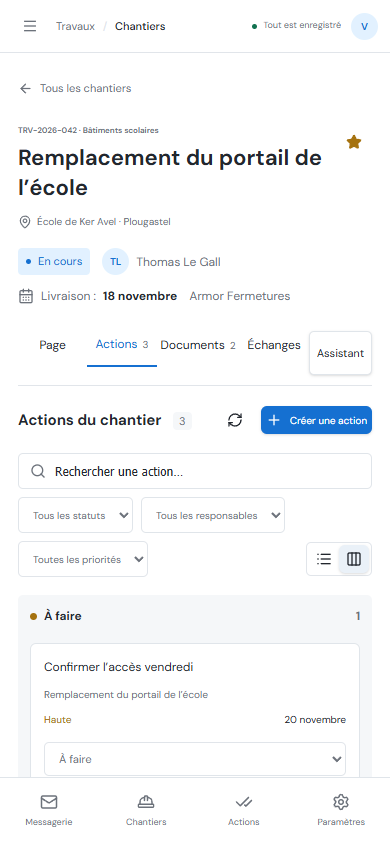 Travaux / Chantiers
Tout est enregistré
V
Tous les chantiers
TRV-2026-042 · Bâtiments scolaires
Remplacement du portail de
l’école
École de Ker Avel · Plougastel
En cours
TL
Thomas Le Gall
Livraison : 18 novembre Armor Fermetures
Page
Actions 3
Documents 2
Échanges
Assistant
Actions du chantier 3
Créer une action
Rechercher une action...
Tous les statuts
Tous les responsables
Toutes les priorités
À faire 1
Confirmer l’accès vendredi
Remplacement du portail de l’école
Haute
20 novembre
À faire
Messagerie
Chantiers
Actions
Paramètres